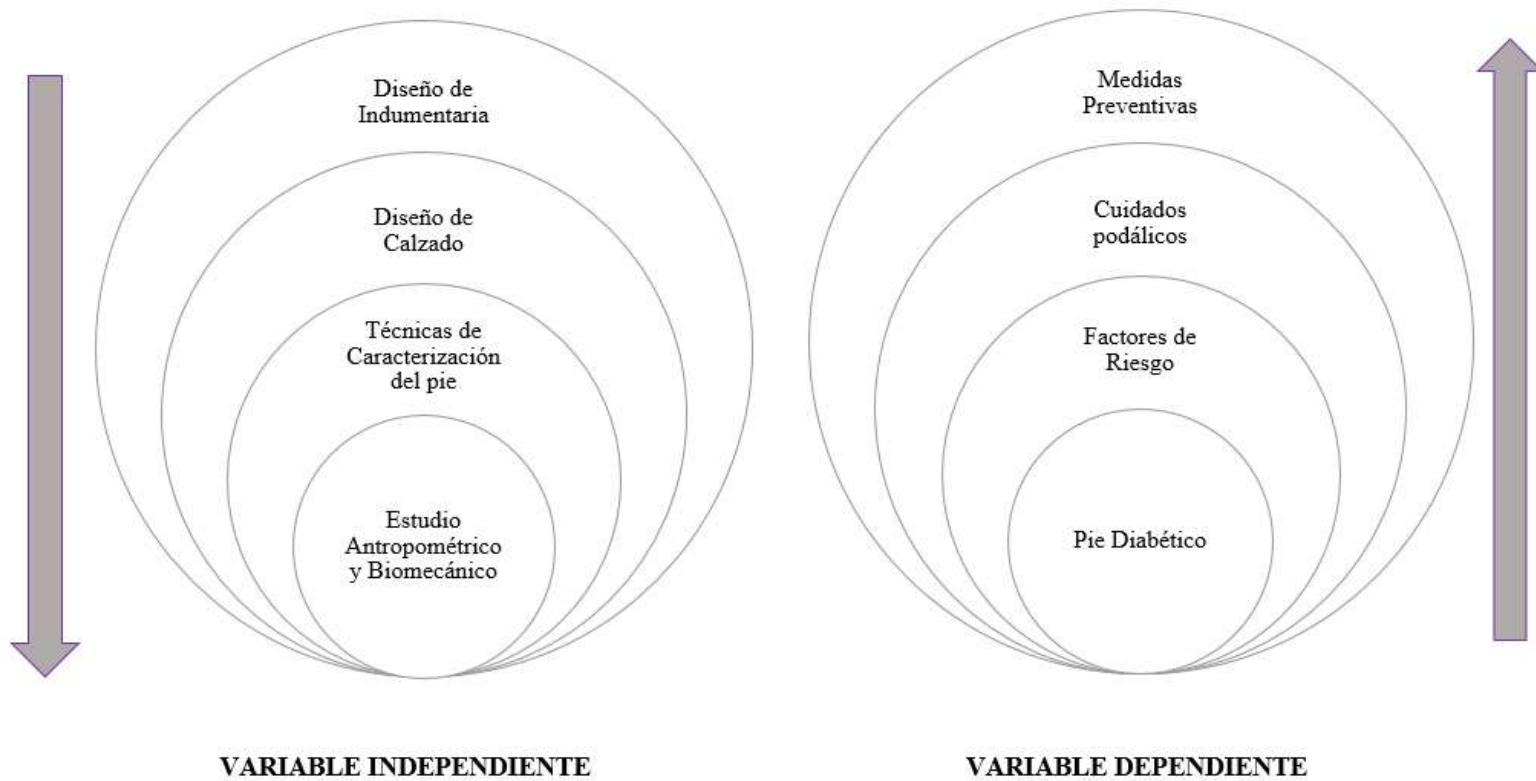 Diseño de
Indumentaria
Diseño de
Calzado
Técnicas de
Caracterización
del pie
Estudio
Antropométrico
y Biomecánico
VARIABLE INDEPENDIENTE
Medidas
Preventivas
Cuidados
podálicos
Factores de
Riesgo
Pie Diabético
VARIABLE DEPENDIENTE